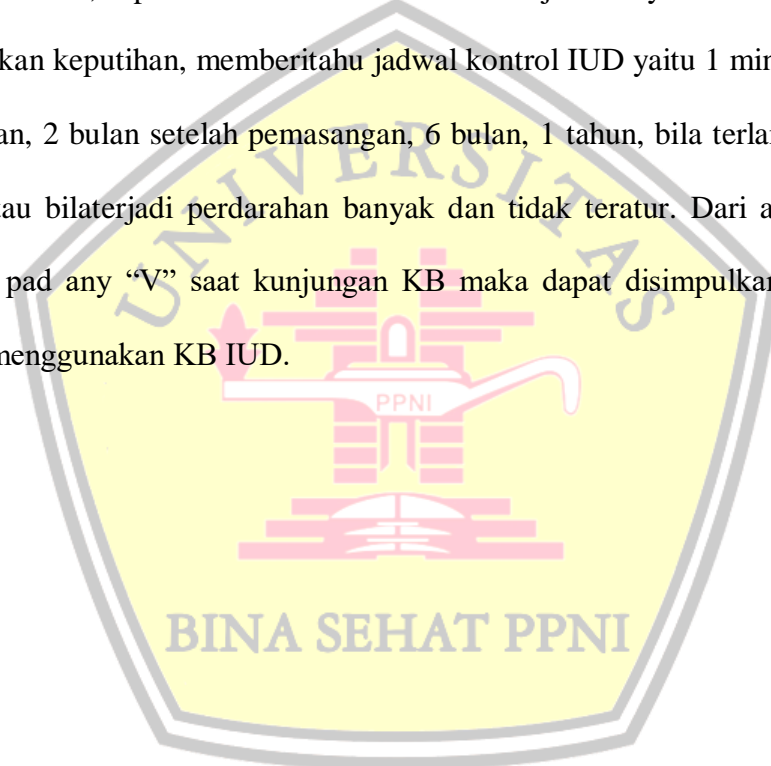 kan keputihan, memberitahu jadwal kontrol IUD yaitu 1 min
an, 2 bulan setelah pemasangan, 6 bulan, 1 tahun, bila terla
au bilaterjadi perdarahan banyak dan tidak teratur. Dari a
pad any “V” saat kunjungan KB maka dapat disimpulkan
menggunakan KB IUD.
UNIVERSITAS
PPNI
BINA SEHAT PPNI